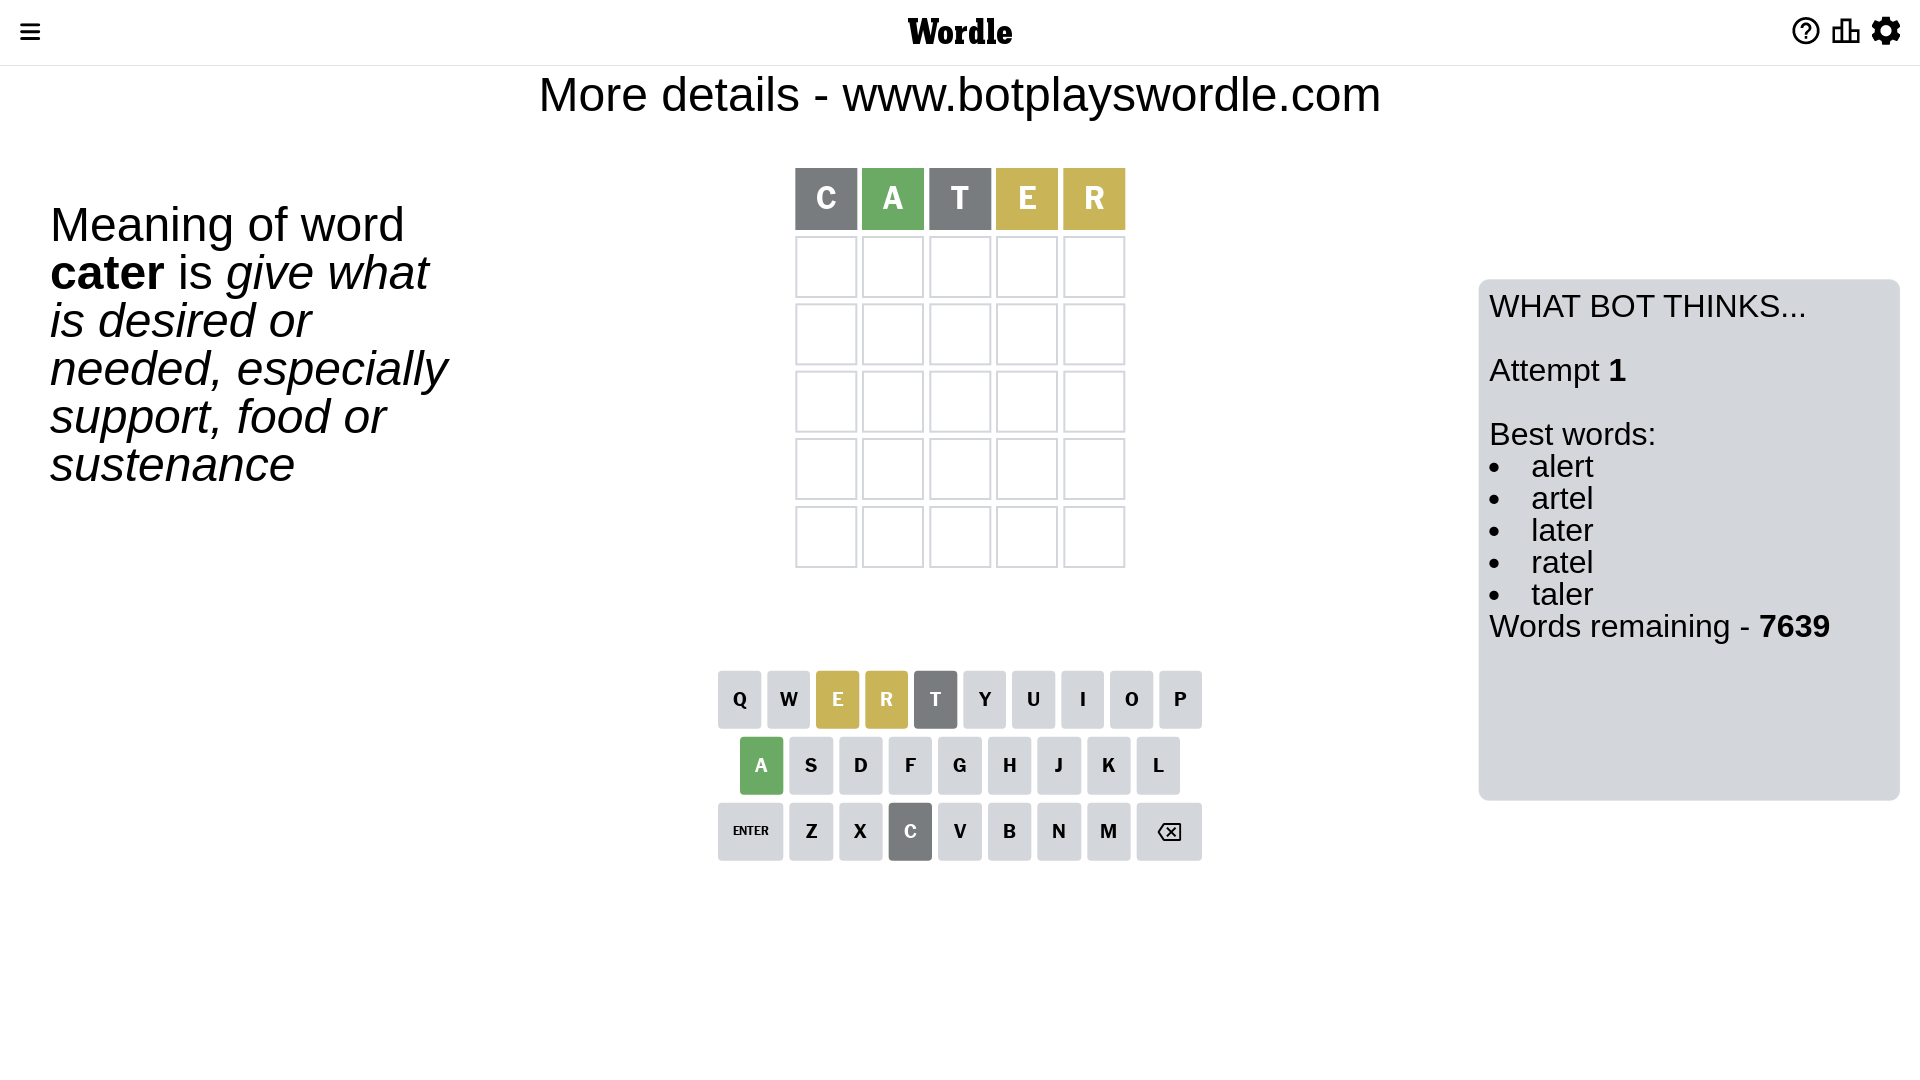 Wordle
More details - www.botplayswordle.com
Meaning of word
cater is give what
is desired or
needed, especially
support, food or
sustenance
C A T E R
WHAT BOT THINKS...
Attempt 1
Best words:
• alert
• artel
• later
• ratel
• taler
Words remaining - 7639
Q W E R T Y U I O P
A S D F G H J K L
ENTER Z X C V B N M